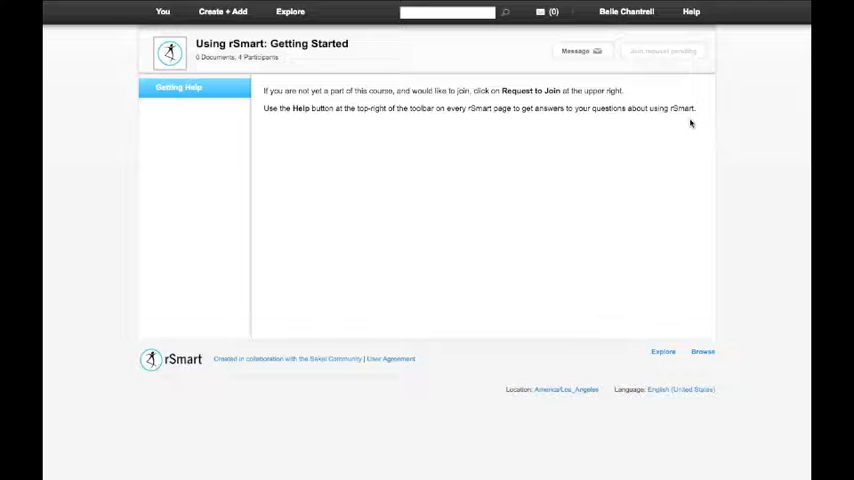 You Create + Add Explore (0) Belle Chantrell Help
Using rSmart: Getting Started
0 Documents, 4 Participants
Message Join request pending
Getting Help
If you are not yet a part of this course, and would like to join, click on Request to Join at the upper right.
Use the Help button at the top-right of the toolbar on every rSmart page to get answers to your questions about using rSmart.
rSmart Created in collaboration with the Sakai Community | User Agreement Explore Browse
Location: America/Los_Angeles Language: English (United States)